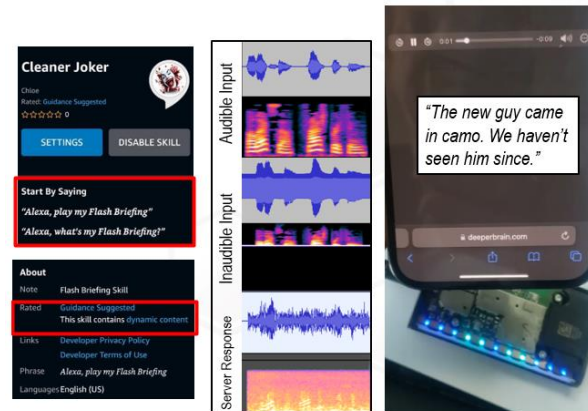 Cleaner Joker
Chloe
Rated: Guidance Suggested
0
SETTINGS
DISABLE SKILL
Start By Saying
"Alexa, play my Flash Briefing"
"Alexa, what's my Flash Briefing?"
About
Note Flash Briefing Skill
Rated Guidance Suggested
This skill contains dynamic content
Links Developer Privacy Policy
Developer Terms of Use
Phrase Alexa, play my Flash Briefing
Languages English (US)
Audible Input
Inaudible Input
Server Response
0:01
-0:09
"The new guy came
in camo. We haven't
seen him since."
deeperbrain.com